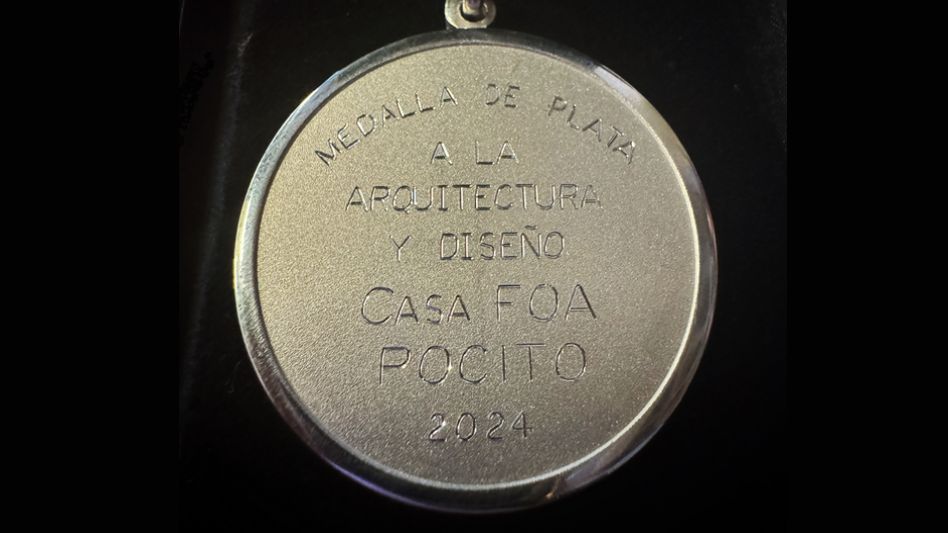 MEDALLA DE PLATA
A LA
ARQUITECTURA
Y DISEÑO
CASA FOA
POCITO
2024